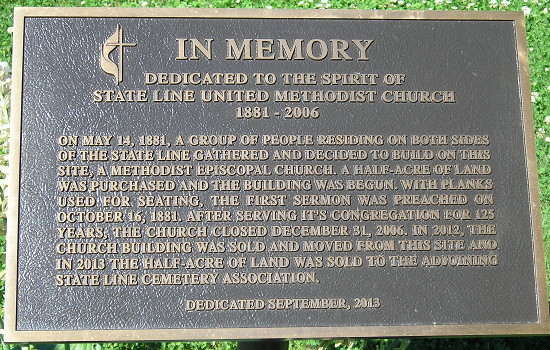 IN MEMORY
DEDICATED TO THE SPIRIT OF
STATE LINE UNITED METHODIST CHURCH
1881 - 2006
ON MAY 14, 1881, A GROUP OF PEOPLE RESIDING ON BOTH SIDES
OF THE STATE LINE GATHERED AND DECIDED TO BUILD ON THIS
SITE, A METHODIST EPISCOPAL CHURCH. A HALF-ACRE OF LAND
WAS PURCHASED AND THE BUILDING WAS BEGUN. WITH PLANKS
USED FOR SEATING, THE FIRST SERMON WAS PREACHED ON
OCTOBER 16, 1881. AFTER SERVING IT'S CONGREGATION FOR 125
YEARS, THE CHURCH CLOSED DECEMBER 31, 2006. IN 2012, THE
CHURCH BUILDING WAS SOLD AND MOVED FROM THIS SITE AND
IN 2013 THE HALF-ACRE OF LAND WAS SOLD TO THE ADJOINING
STATE LINE CEMETERY ASSOCIATION.
DEDICATED SEPTEMBER, 2013